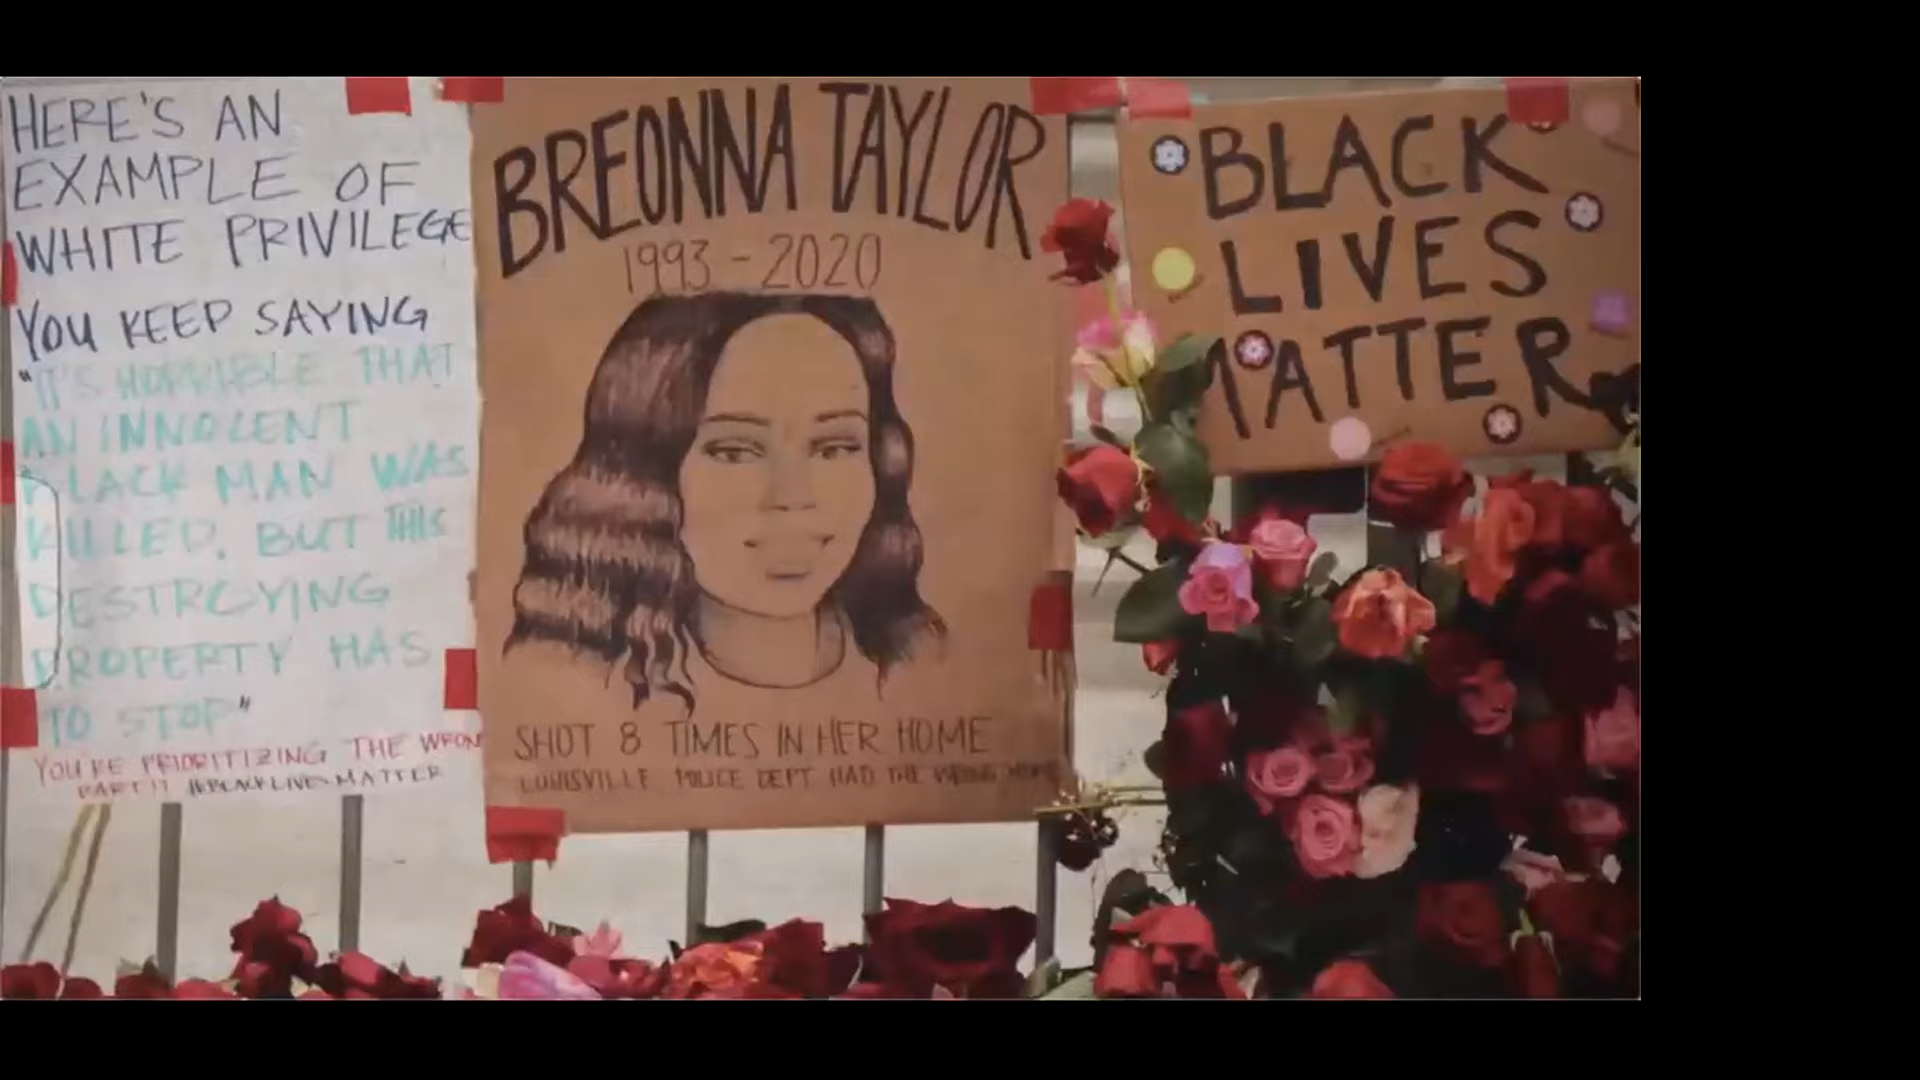 HERE'S AN
EXAMPLE OF
WHITE PRIVILEGE
YOU KEEP SAYING
"IT'S HORRIBLE THAT
AN INNOCENT
BLACK MAN WAS
KILLED, BUT THIS
DESTROYING
PROPERTY HAS
TO STOP"
YOU'RE PRIORITIZING THE WRON
PART!! #BLACKLIVESMATTER
BREONNA TAYLOR
1993-2020
SHOT 8 TIMES IN HER HOME
LOUISVILLE POLICE DEPT HAD THE WRONG
BLACK
LIVES
MATTER